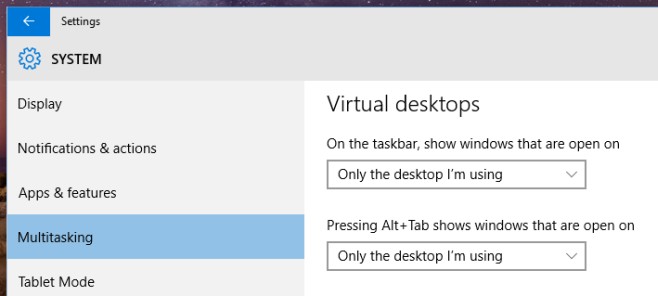 Settings
SYSTEM
Display
Notifications & actions
Apps & features
Multitasking
Tablet Mode
Virtual desktops
On the taskbar, show windows that are open on
Only the desktop I'm using
Pressing Alt+Tab shows windows that are open on
Only the desktop I'm using